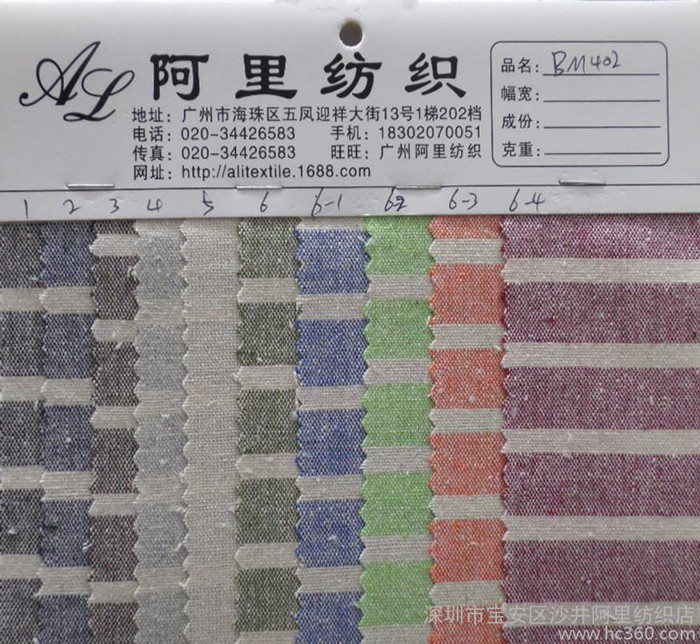 AL 阿里纺织
地址：广州市海珠区五凤迎祥大街13号1梯202档
电话：020-34426583 手机：18302070051
传真：020-34426583 旺旺：广州阿里纺织
网址：http://alitextile.1688.com
品名：BM402
幅宽：
成份：
克重：
1 2 3 4 5 6 6-1 6-2 6-3 6-4
深圳市宝安区沙井阿里纺织店
www.hc360.com